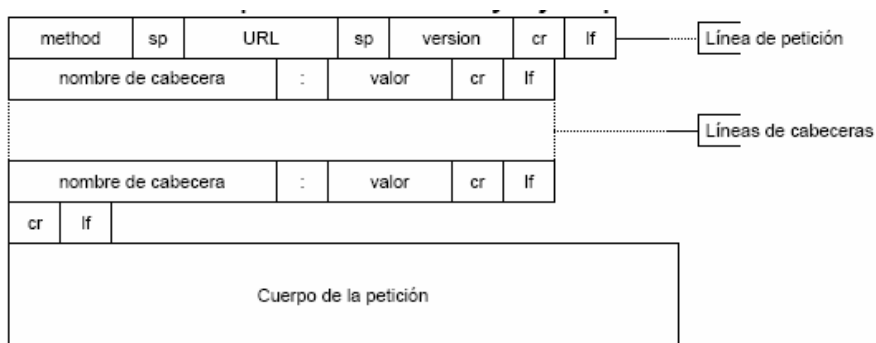 method sp URL sp version cr lf Línea de petición
nombre de cabecera : valor cr lf
Líneas de cabeceras
nombre de cabecera : valor cr lf
cr lf
Cuerpo de la petición